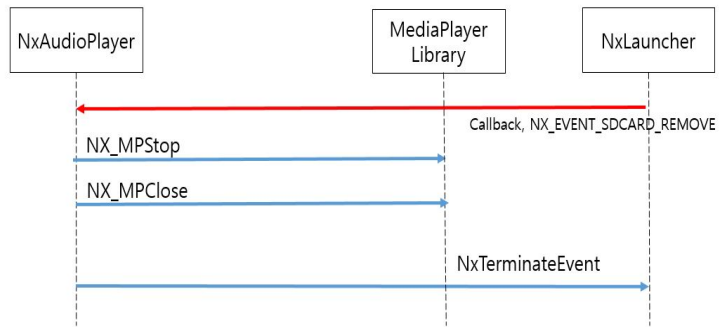 NxAudioPlayer
MediaPlayer
Library
NxLauncher
Callback, NX_EVENT_SDCARD_REMOVE
NX_MPStop
NX_MPClose
NxTerminateEvent